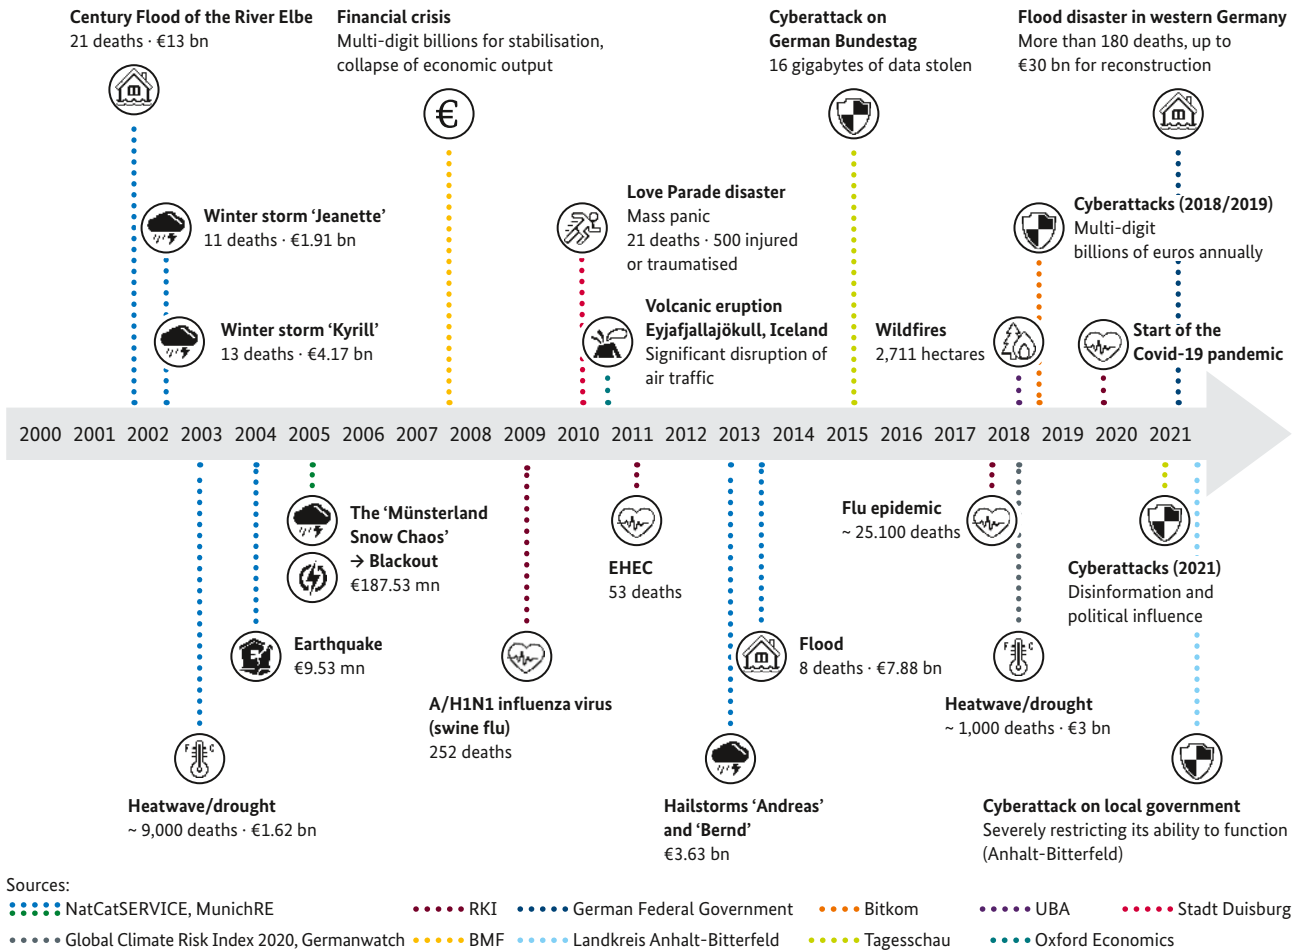 Century Flood of the River Elbe
21 deaths · €13 bn
Financial crisis
Multi-digit billions for stabilisation,
collapse of economic output
€
Cyberattack on
German Bundestag
16 gigabytes of data stolen
Flood disaster in western Germany
More than 180 deaths, up to
€30 bn for reconstruction
Winter storm ‘Jeanette’
11 deaths · €1.91 bn
Love Parade disaster
Mass panic
21 deaths · 500 injured
or traumatised
Cyberattacks (2018/2019)
Multi-digit
billions of euros annually
Winter storm ‘Kyrill’
13 deaths · €4.17 bn
Volcanic eruption
Eyjafjallajökull, Iceland
Significant disruption of
air traffic
Wildfires
2,711 hectares
Start of the
Covid-19 pandemic
2000 2001 2002 2003 2004 2005 2006 2007 2008 2009 2010 2011 2012 2013 2014 2015 2016 2017 2018 2019 2020 2021
The ‘Münsterland
Snow Chaos’
→ Blackout
€187.53 mn
EHEC
53 deaths
Flu epidemic
~ 25.100 deaths
Cyberattacks (2021)
Disinformation and
political influence
Earthquake
€9.53 mn
A/H1N1 influenza virus
(swine flu)
252 deaths
Flood
8 deaths · €7.88 bn
F C
Heatwave/drought
~ 1,000 deaths · €3 bn
F C
Heatwave/drought
~ 9,000 deaths · €1.62 bn
Hailstorms ‘Andreas’
and ‘Bernd’
€3.63 bn
Cyberattack on local government
Severely restricting its ability to function
(Anhalt-Bitterfeld)
Sources:
NatCatSERVICE, MunichRE
RKI
German Federal Government
Bitkom
UBA
Stadt Duisburg
Global Climate Risk Index 2020, Germanwatch
BMF
Landkreis Anhalt-Bitterfeld
Tagesschau
Oxford Economics